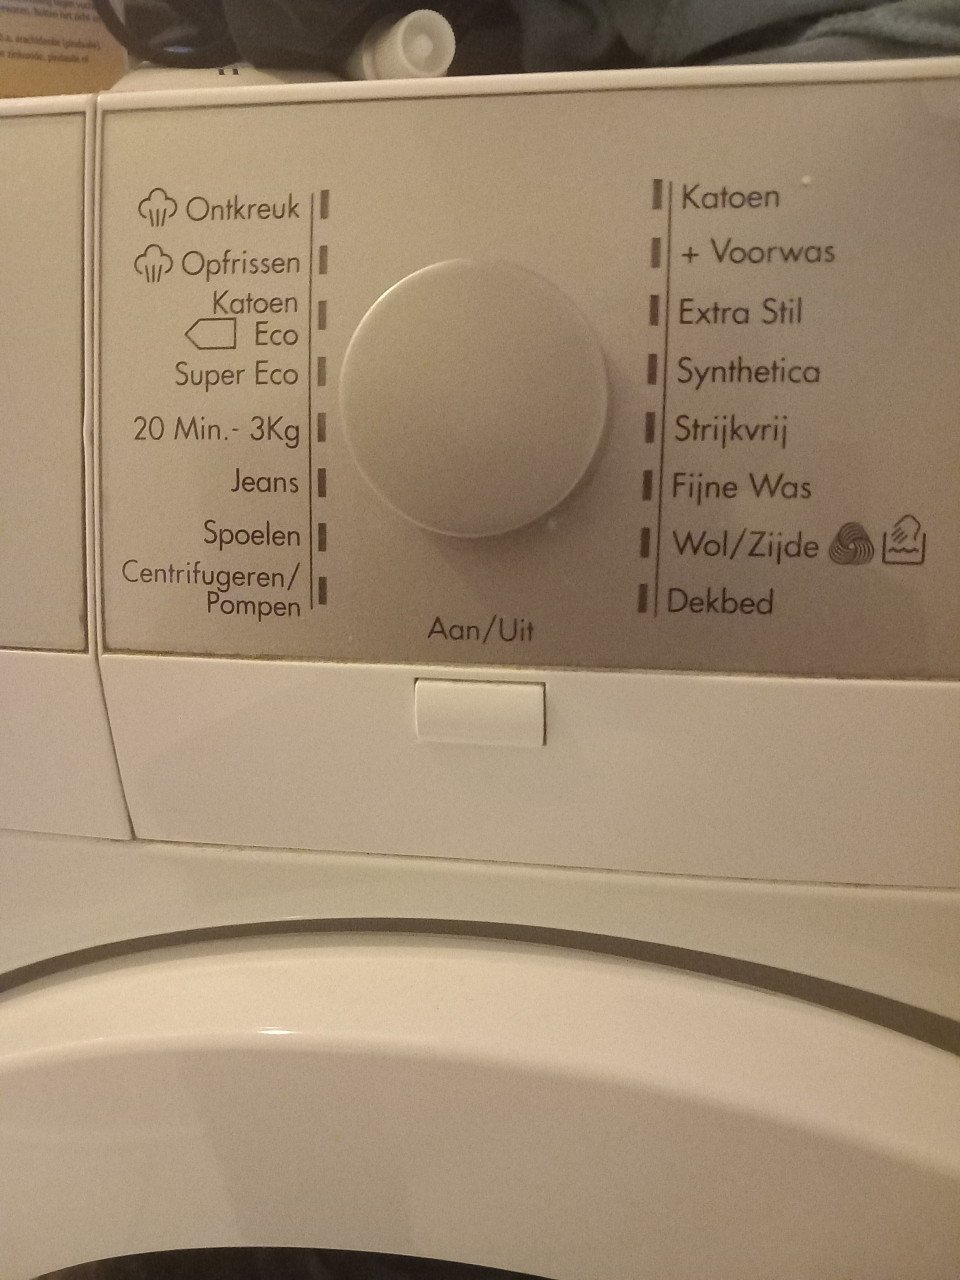 Ontkreuk
Opfrissen
Katoen
Eco
Super Eco
20 Min.- 3Kg
Jeans
Spoelen
Centrifugeren/
Pompen
Katoen
+ Voorwas
Extra Stil
Synthetica
Strijkvrij
Fijne Was
Wol/Zijde
Dekbed
Aan/Uit